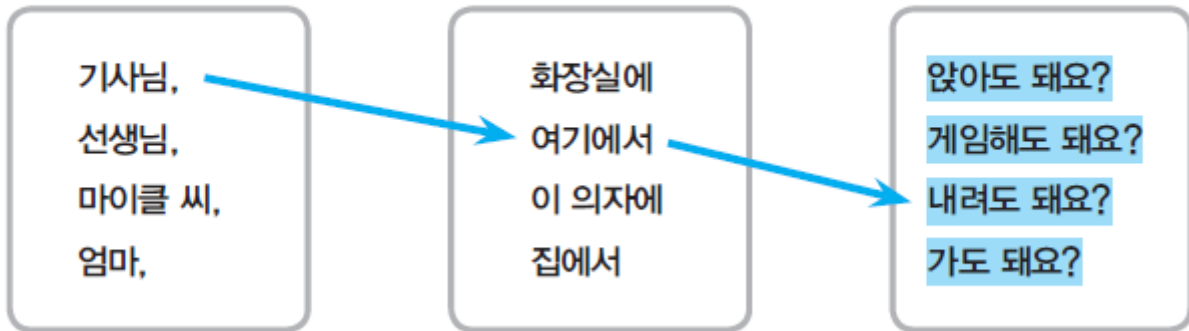 기사님,
선생님,
마이클 씨,
엄마,
화장실에
여기에서
이 의자에
집에서
앉아도 돼요?
게임해도 돼요?
내려도 돼요?
가도 돼요?